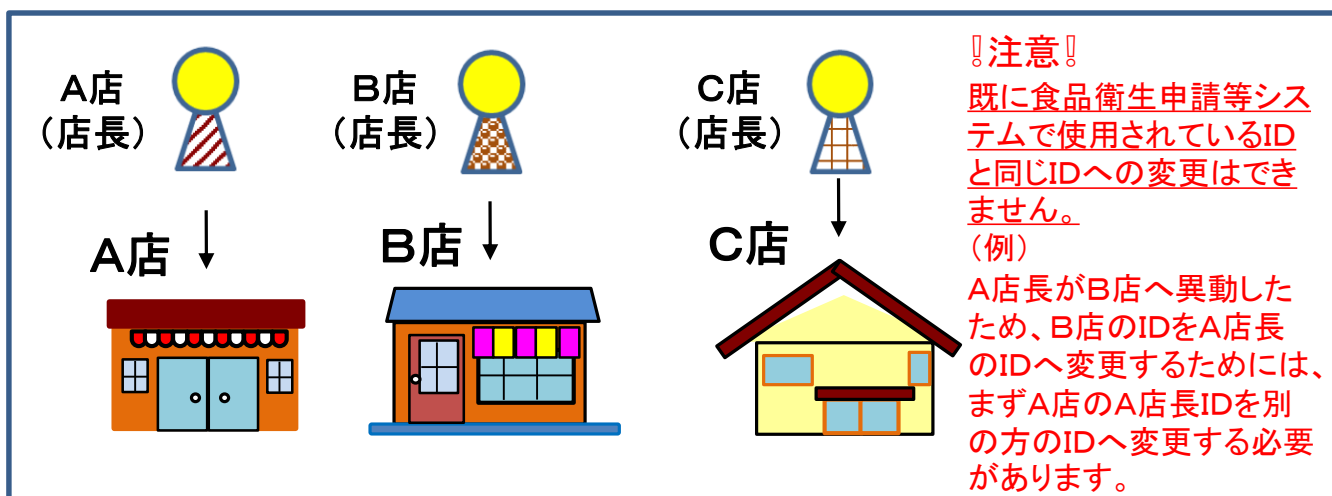 A店
（店長）
B店
（店長）
C店
（店長）
A店
B店
C店
‼注意‼
既に食品衛生申請等シス
テムで使用されているID
と同じIDへの変更はでき
ません。
（例）
A店長がB店へ異動した
ため、B店のIDをA店長
のIDへ変更するためには、
まずA店のA店長IDを別
の方のIDへ変更する必要
があります。